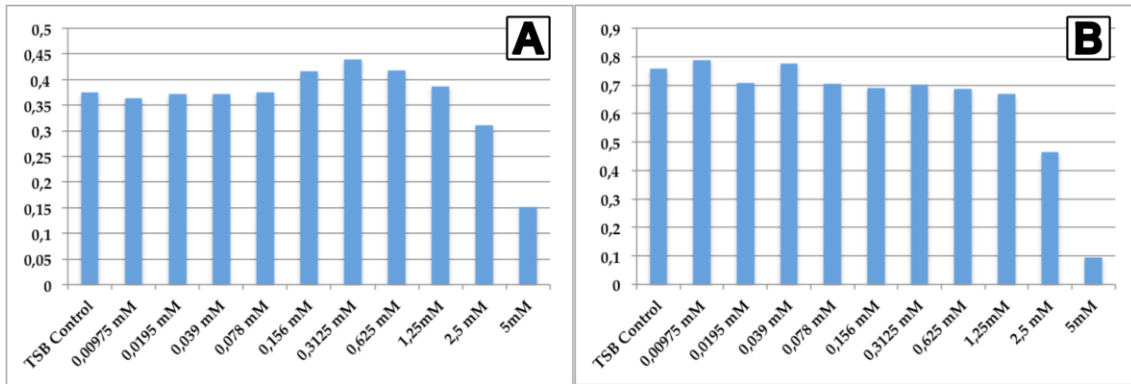 A
0,5
0,45
0,4
0,35
0,3
0,25
0,2
0,15
0,1
0,05
0
TSB Control
0,00975 mM
0,0195 mM
0,039 mM
0,078 mM
0,156 mM
0,3125 mM
0,625 mM
1,25mM
2,5 mM
5mM
B
0,9
0,8
0,7
0,6
0,5
0,4
0,3
0,2
0,1
0
TSB Control
0,00975 mM
0,0195 mM
0,039 mM
0,078 mM
0,156 mM
0,3125 mM
0,625 mM
1,25mM
2,5 mM
5mM